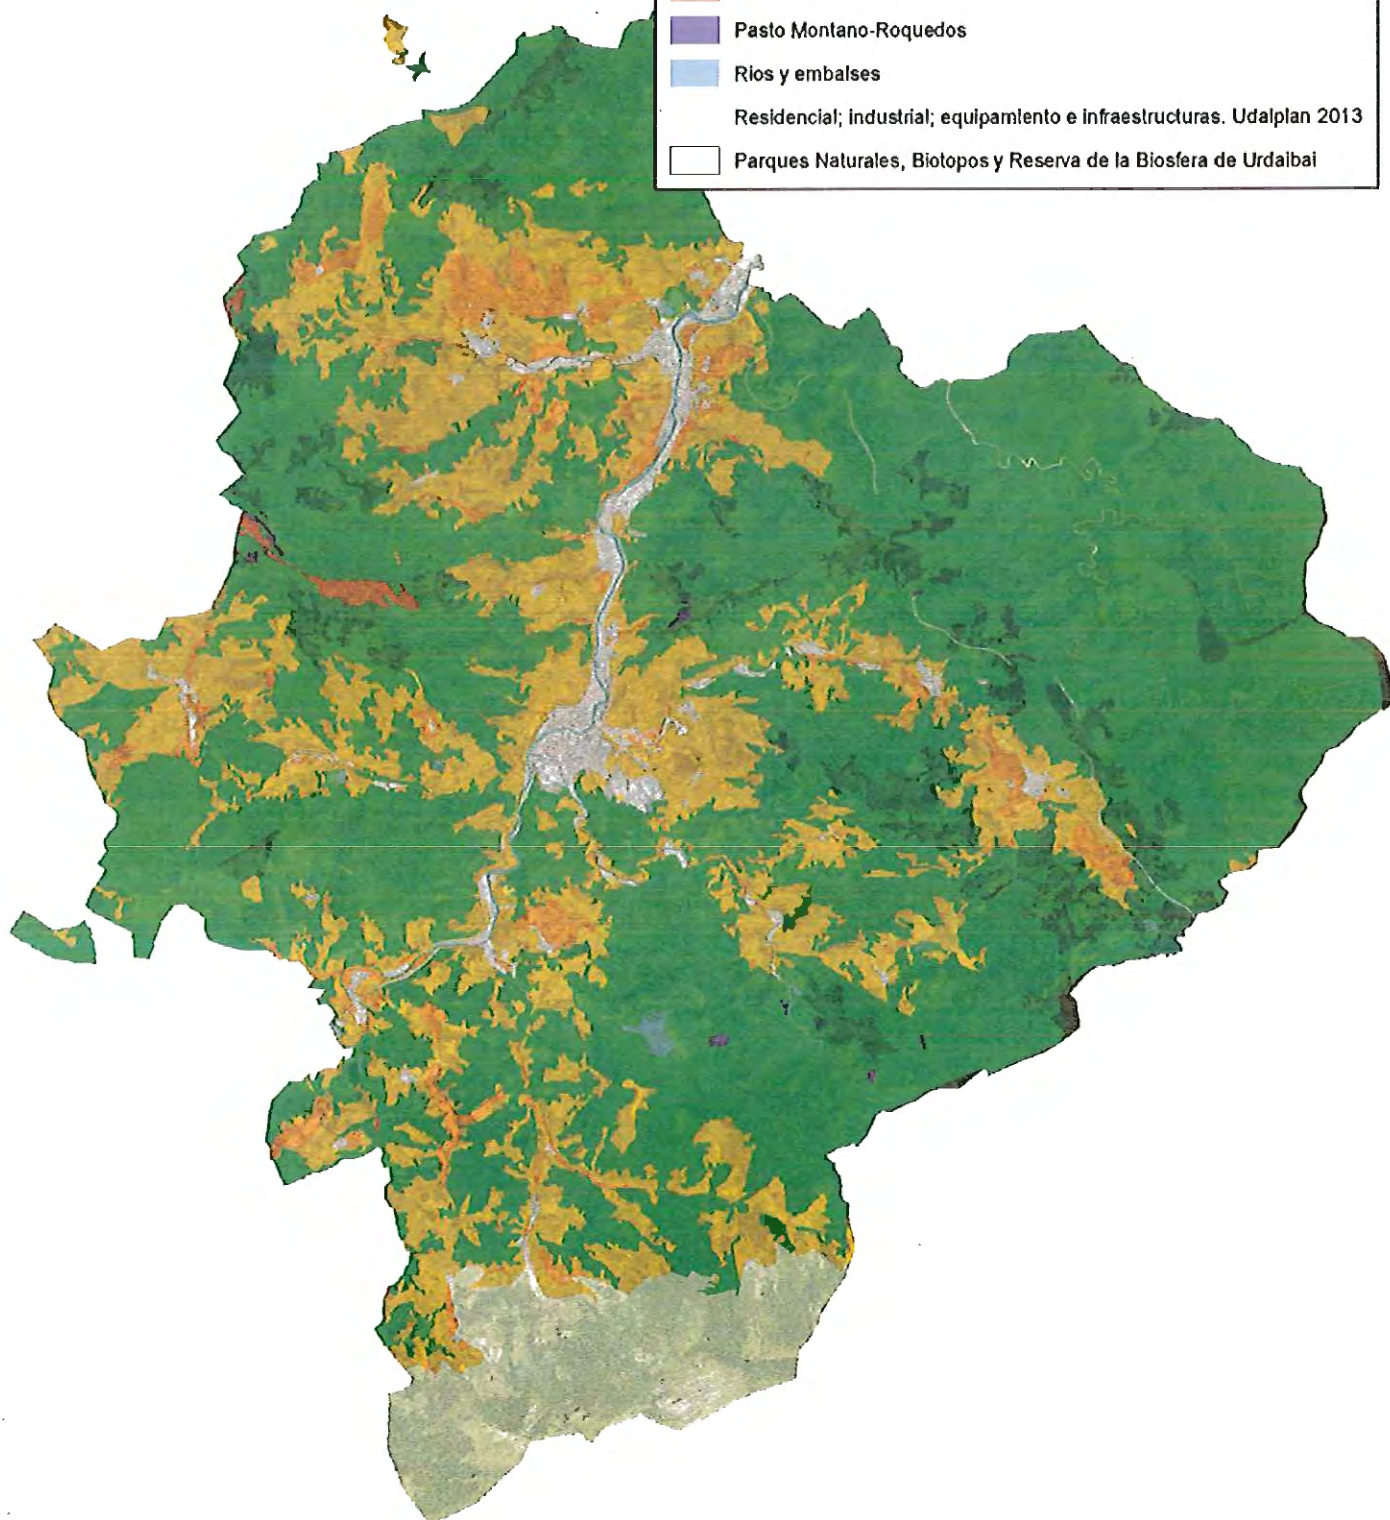 Pasto Montano-Roquedos
Rios y embalses
Residencial; industrial; equipamiento e infraestructuras. Udalplan 2013
Parques Naturales, Biotopos y Reserva de la Biosfera de Urdaibai